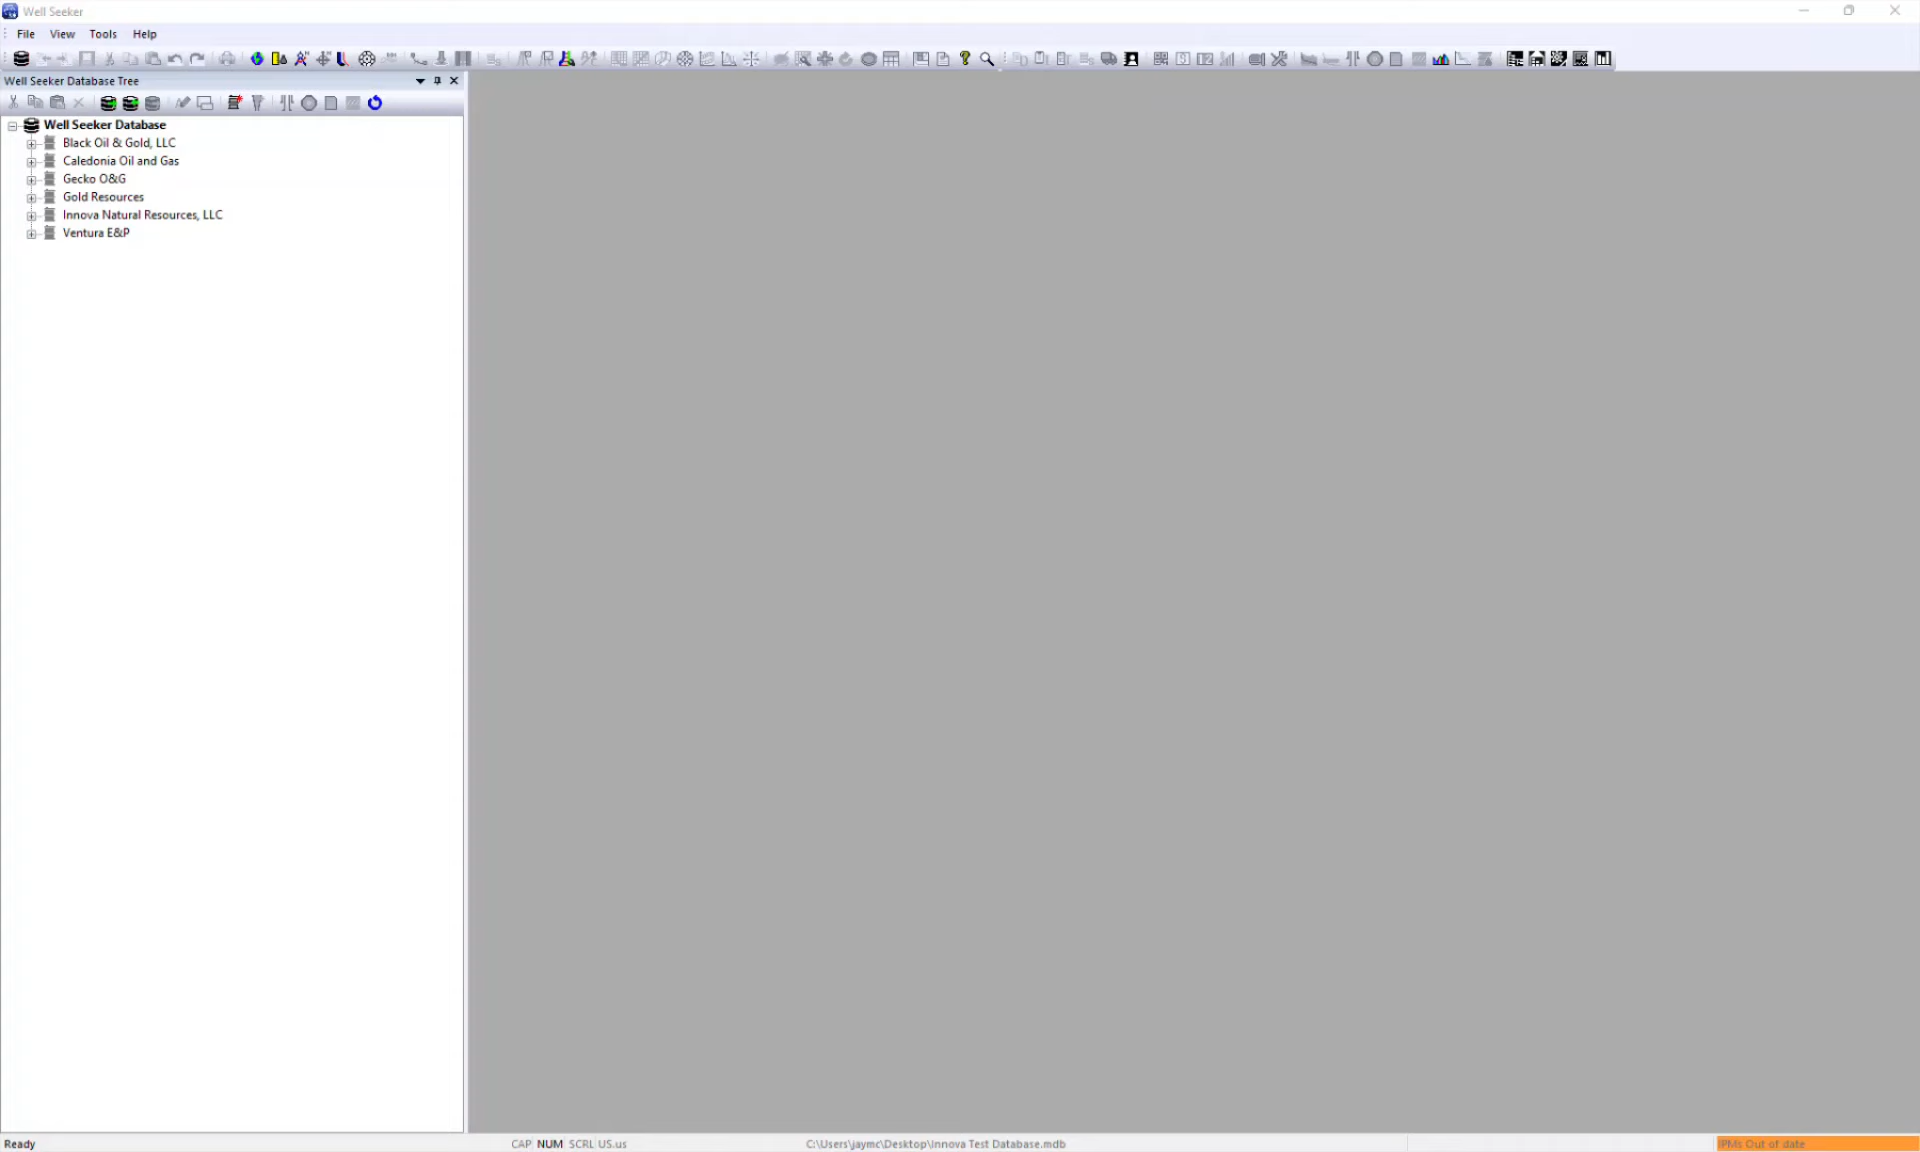 Well Seeker
File View Tools Help
Well Seeker Database Tree
Well Seeker Database
Black Oil & Gold, LLC
Caledonia Oil and Gas
Gecko O&G
Gold Resources
Innova Natural Resources, LLC
Ventura E&P
Ready CAP NUM SCRL US.us C:\Users\jaymc\Desktop\Innova Test Database.mdb IPMs Out of date